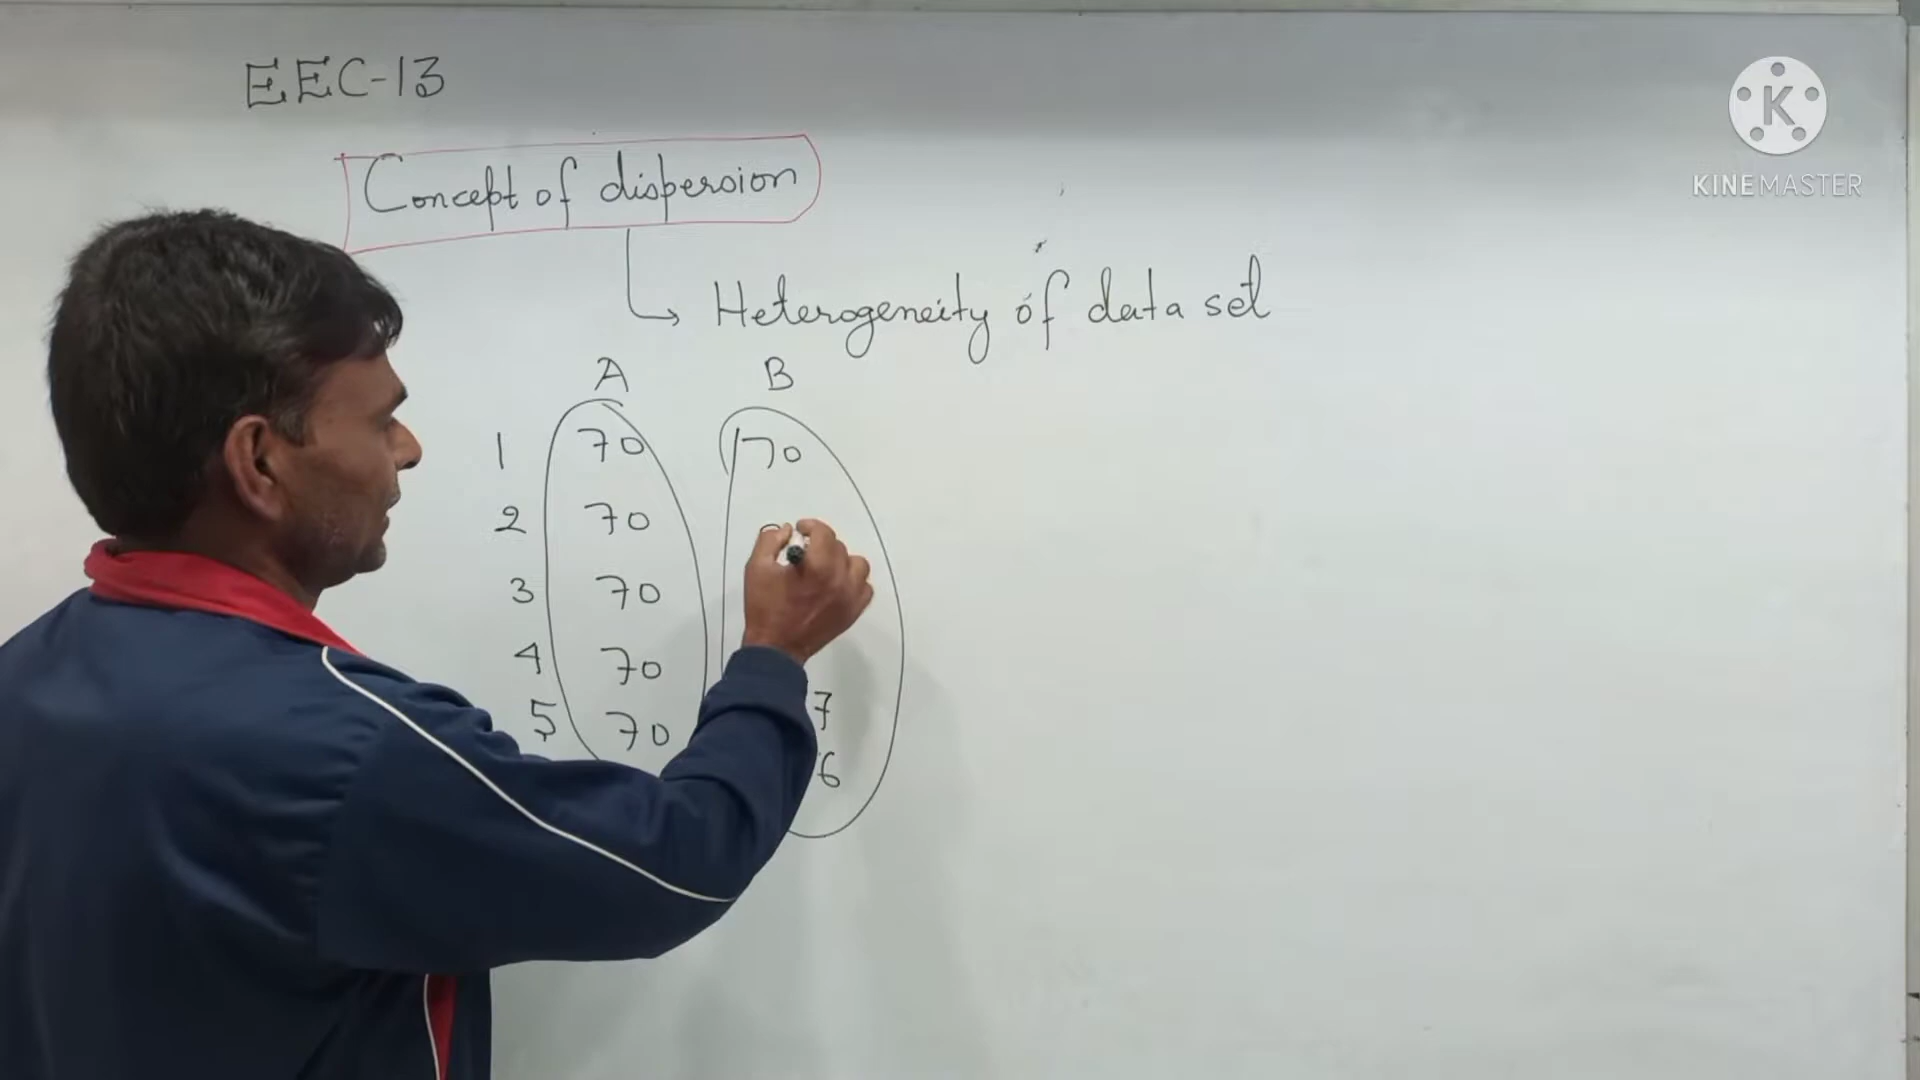 EEC-13
Concept of dispersion
Heterogeneity of data set
A B
1 70 170
2 70
3 70
4 70 7
5 70 6
KINEMASTER